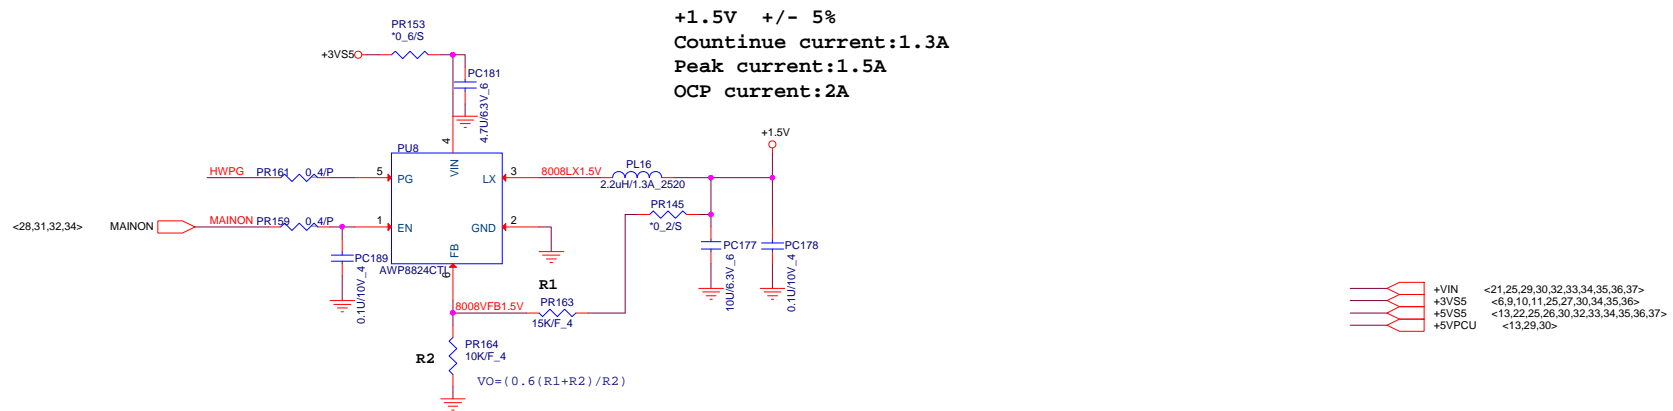 +1.5V +/- 5%
Countinue current:1.3A
Peak current:1.5A
OCP current:2A
PR153
*0_6/S
+3VS5
PC181
4.7U/6.3V_6
+1.5V
4
PU8
VIN
HWPG
PR161
0_4/P
5
PG
LX
3
8008LX1.5V
PL16
2.2uH/1.3A_2520
PR145
*0_2/S
<28,31,32,34>
MAINON
MAINON
PR159
0_4/P
1
EN
GND
2
FB
PC189
0.1U/10V_4
AWP8824CTI
6
PC177
10U/6.3V_6
PC178
0.1U/10V_4
R1
8008VFB1.5V
PR163
15K/F_4
R2
PR164
10K/F_4
VO=(0.6(R1+R2)/R2)
+VIN <21,25,29,30,32,33,34,35,36,37>
+3VS5 <6,9,10,11,25,27,30,34,35,36>
+5VS5 <13,22,25,26,30,32,33,34,35,36,37>
+5VPCU <13,29,30>